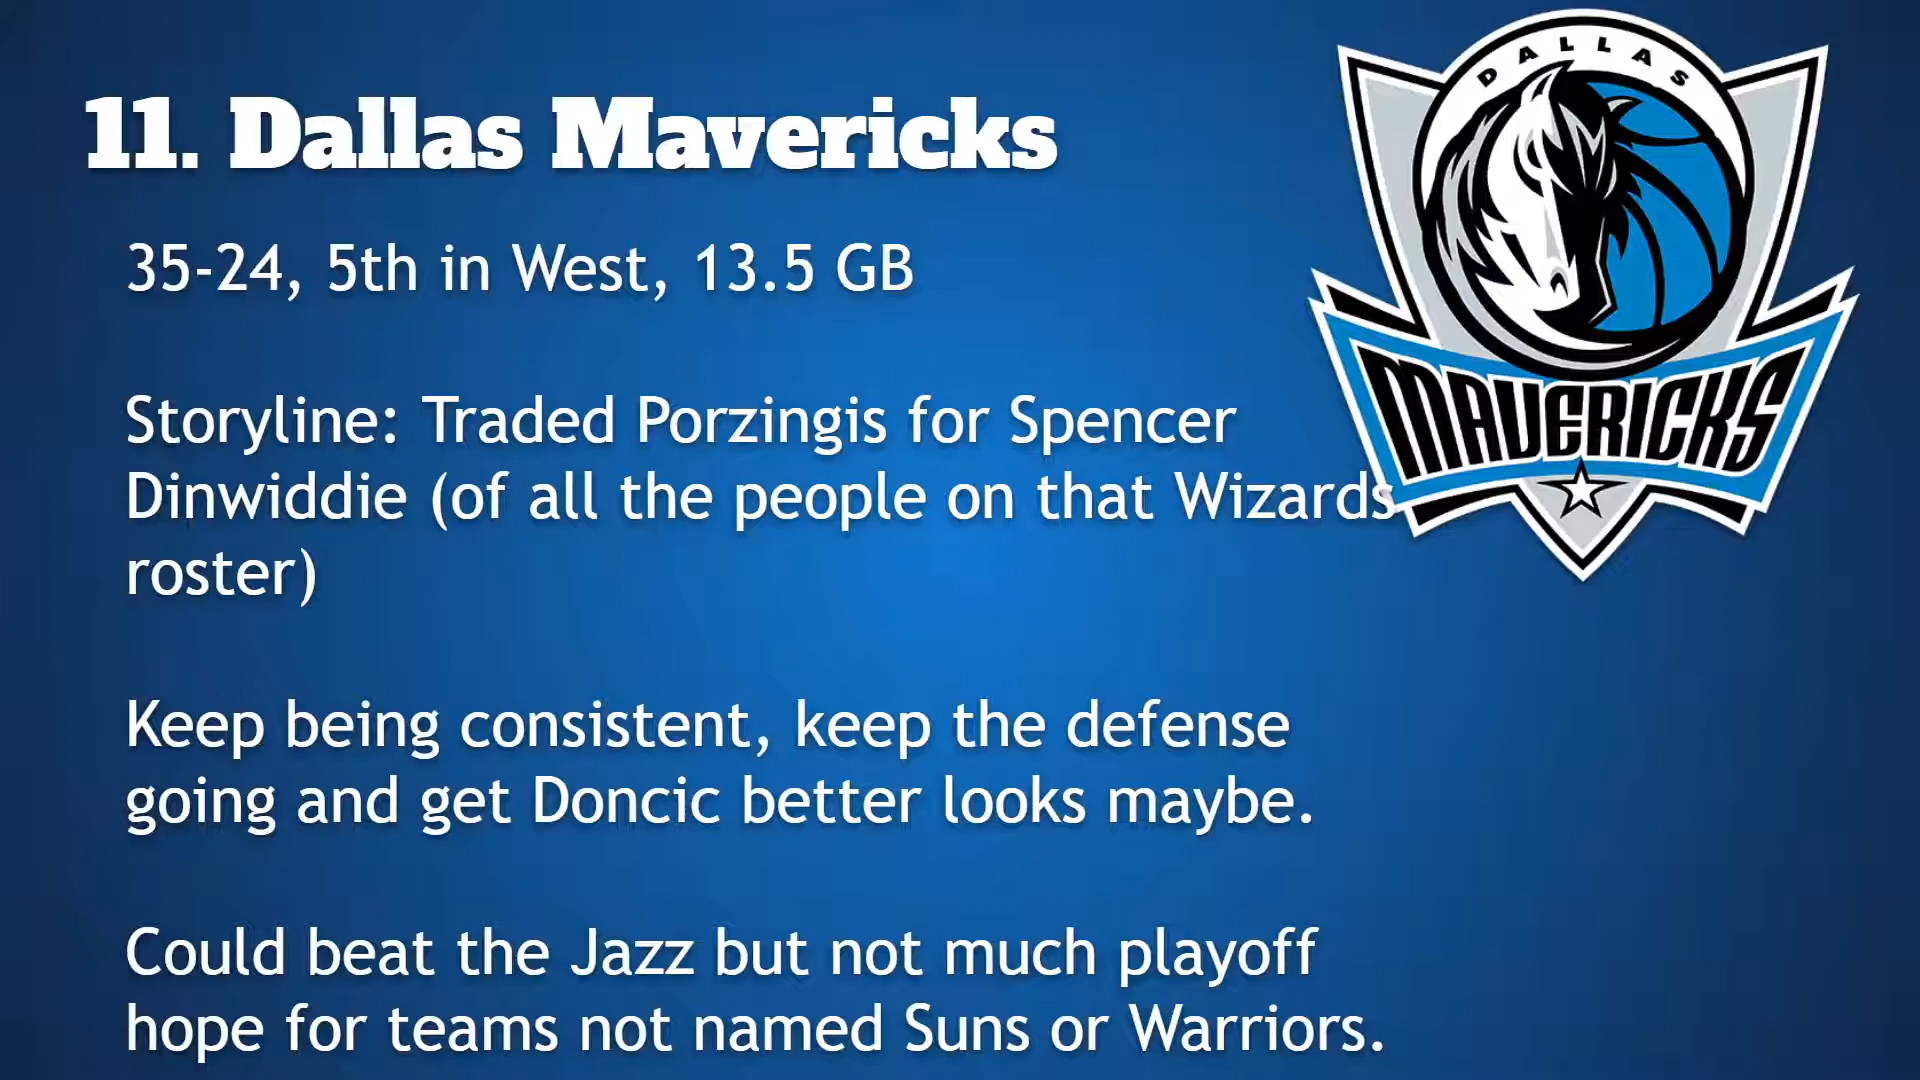 11. Dallas Mavericks
35-24, 5th in West, 13.5 GB
Storyline: Traded Porzingis for Spencer
Dinwiddie (of all the people on that Wizards
roster)
Keep being consistent, keep the defense
going and get Doncic better looks maybe.
Could beat the Jazz but not much playoff
hope for teams not named Suns or Warriors.
DALLAS
MAVERICKS